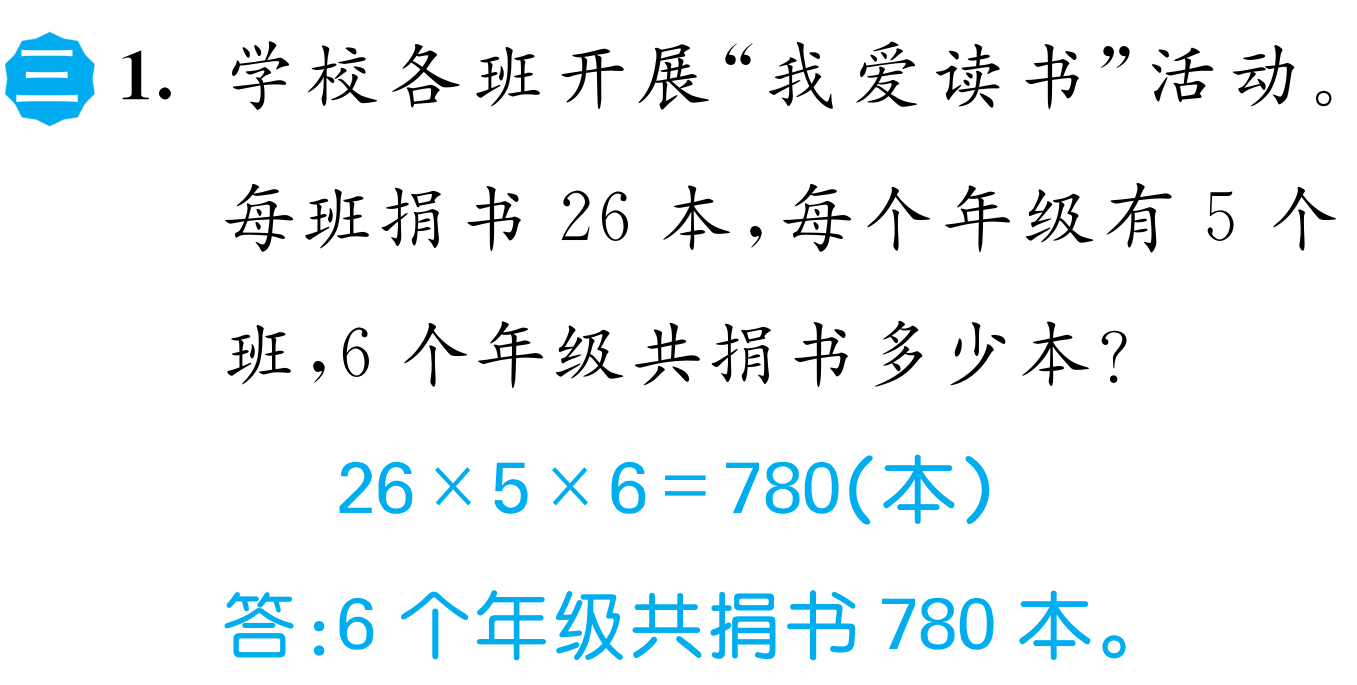 三 1. 学校各班开展“我爱读书”活动。
每班捐书 26 本,每个年级有 5 个
班,6 个年级共捐书多少本?
26×5×6=780(本)
答:6 个年级共捐书 780 本。